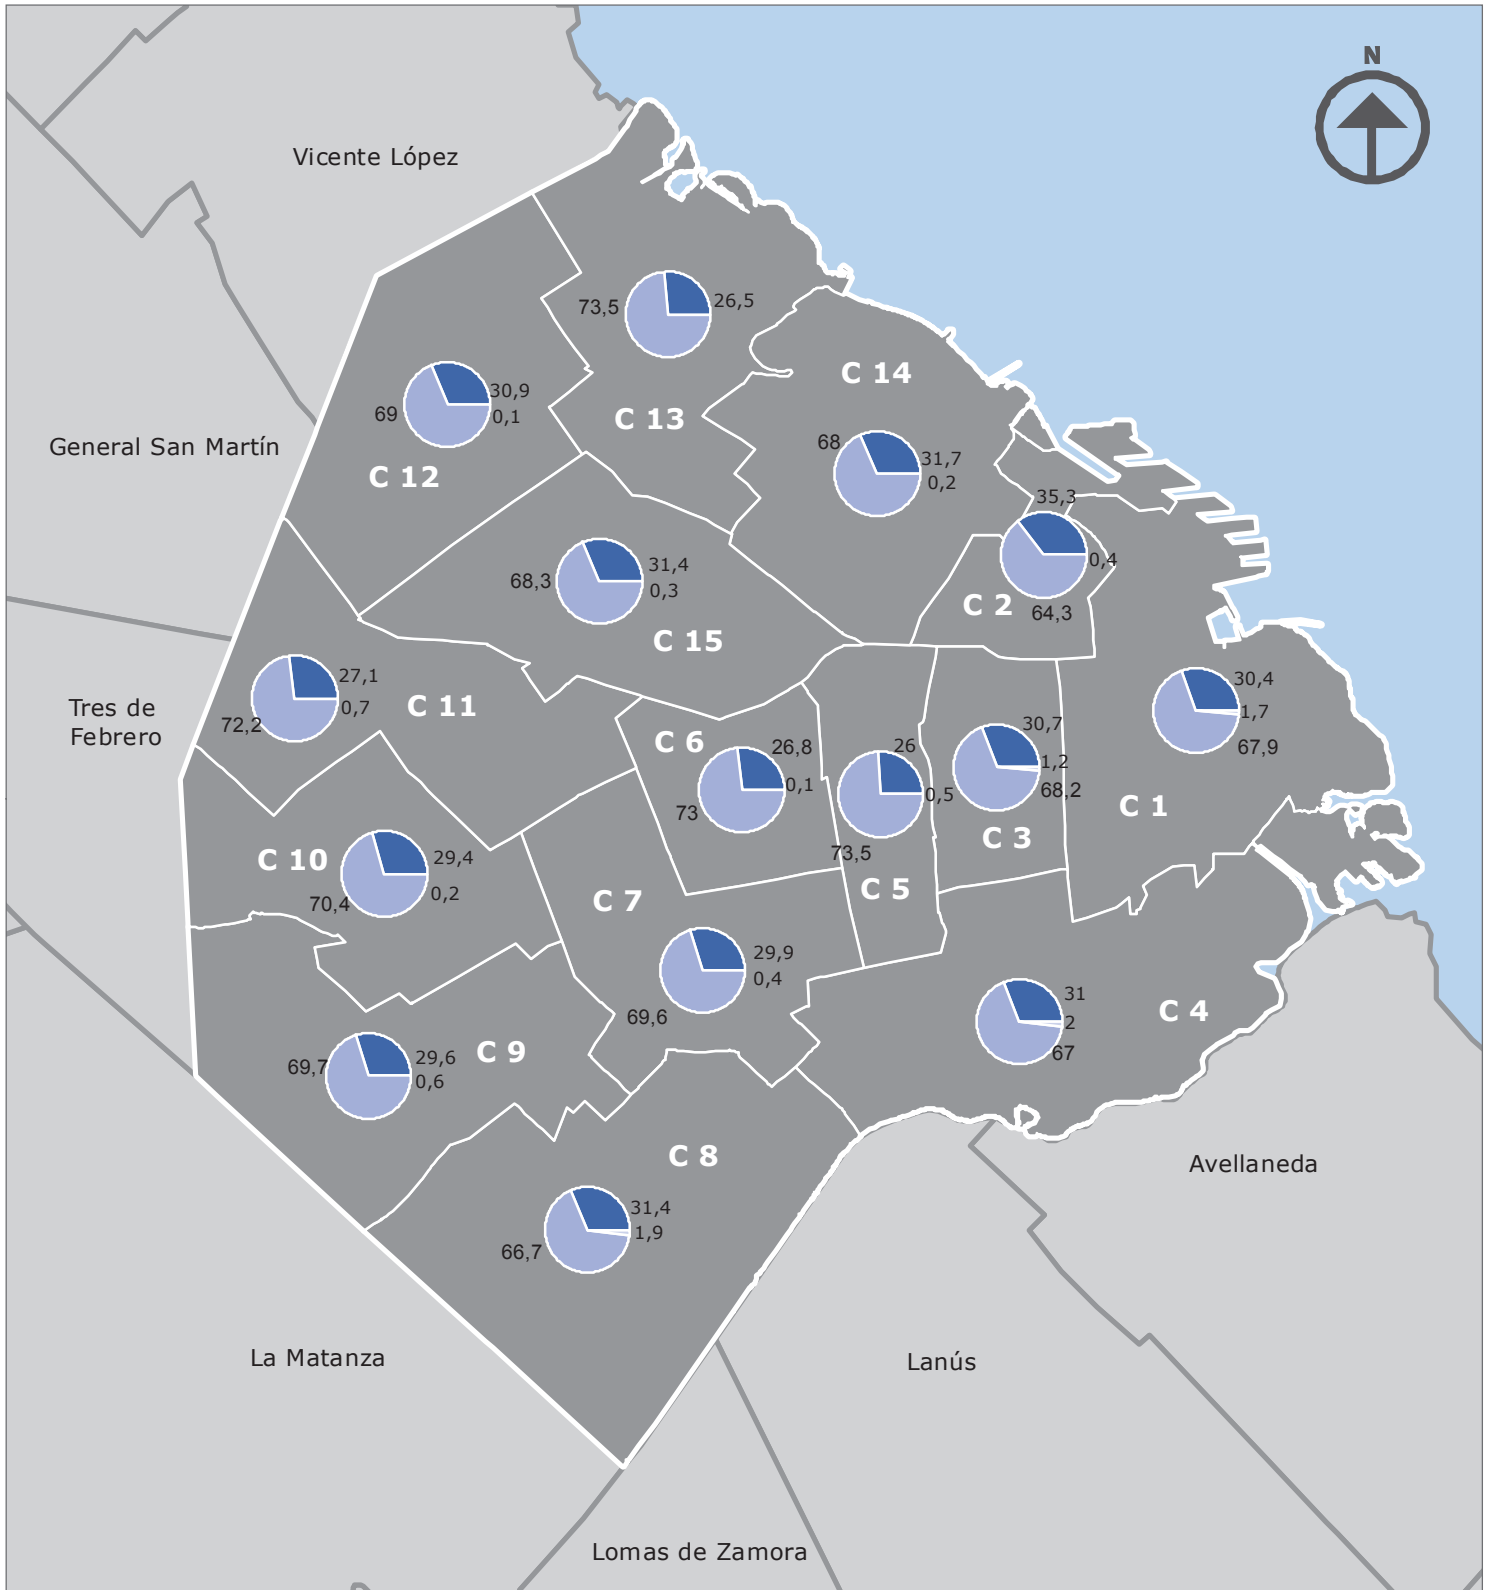 N
Vicente López
73,5
26,5
C 14
30,9
69
0,1
C 13
General San Martín
68
31,7
0,2
C 12
35,3
0,4
68,3
31,4
0,3
C 2
64,3
C 15
27,1
0,7
72,2
30,4
1,7
67,9
Tres de
Febrero
C 11
C 6
26,8
0,1
73
26
0,5
73,5
30,7
1,2
68,2
C 1
C 3
C 10
29,4
0,2
70,4
C 7
C 5
29,9
0,4
69,6
31
2
67
C 4
C 9
69,7
29,6
0,6
C 8
Avellaneda
31,4
1,9
66,7
La Matanza
Lanús
Lomas de Zamora